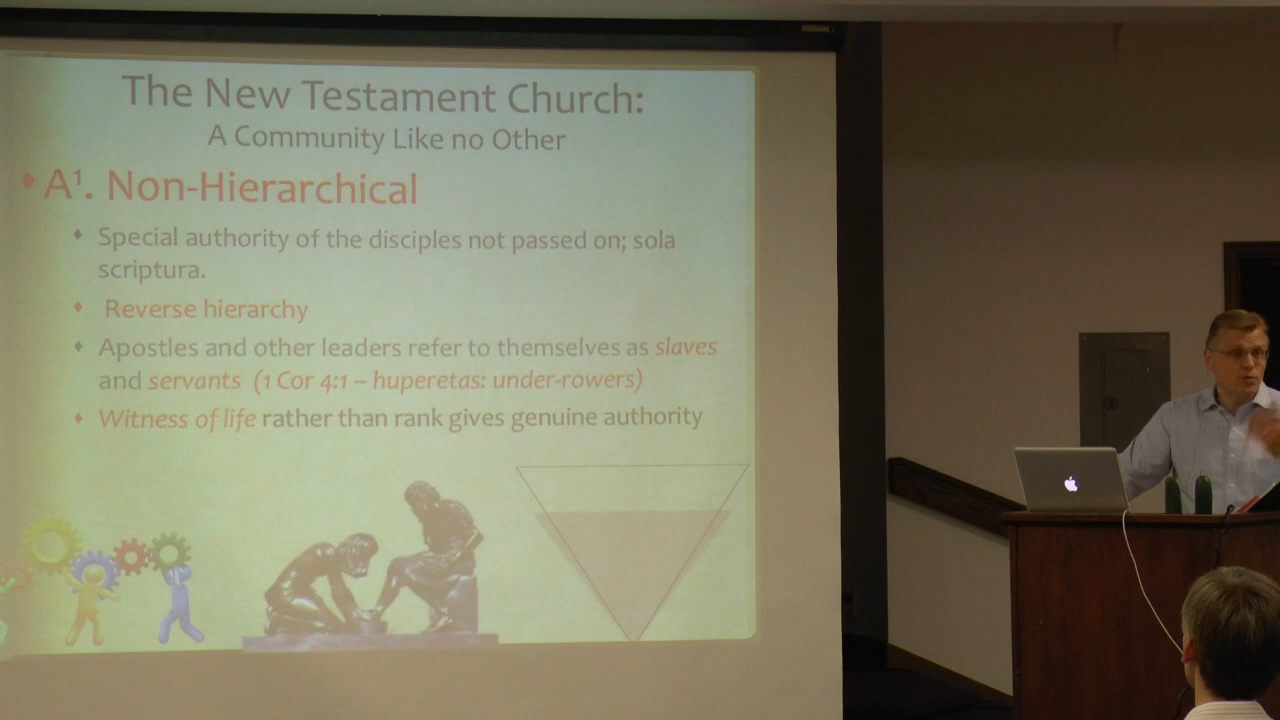 The New Testament Church:
A Community Like no Other
A¹. Non-Hierarchical
Special authority of the disciples not passed on; sola
scriptura.
Reverse hierarchy
Apostles and other leaders refer to themselves as slaves
and servants (1 Cor 4:1 – huperetas: under-rowers)
Witness of life rather than rank gives genuine authority